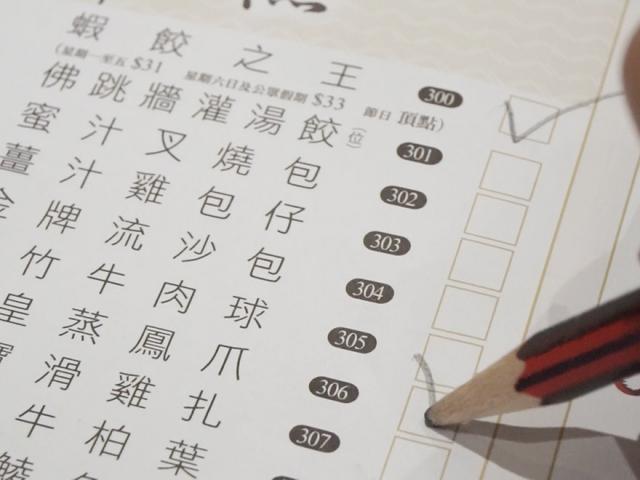 蝦餃之王 300
(星期一至五 $31 星期六日及公眾假期 $33 節日 頂點)
佛跳牆灌湯餃(位) 301
蜜汁叉燒包 302
薑汁雞包仔 303
金牌流沙包 304
竹牛肉球 305
皇蒸鳳爪 306
滑雞扎 307
牛柏葉
鯪